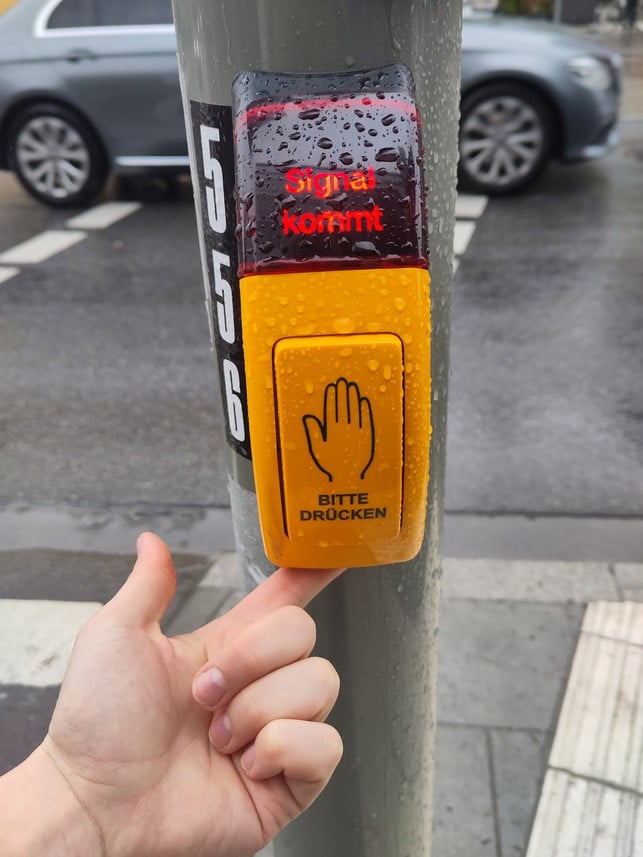 556
Signal
kommt
BITTE
DRÜCKEN